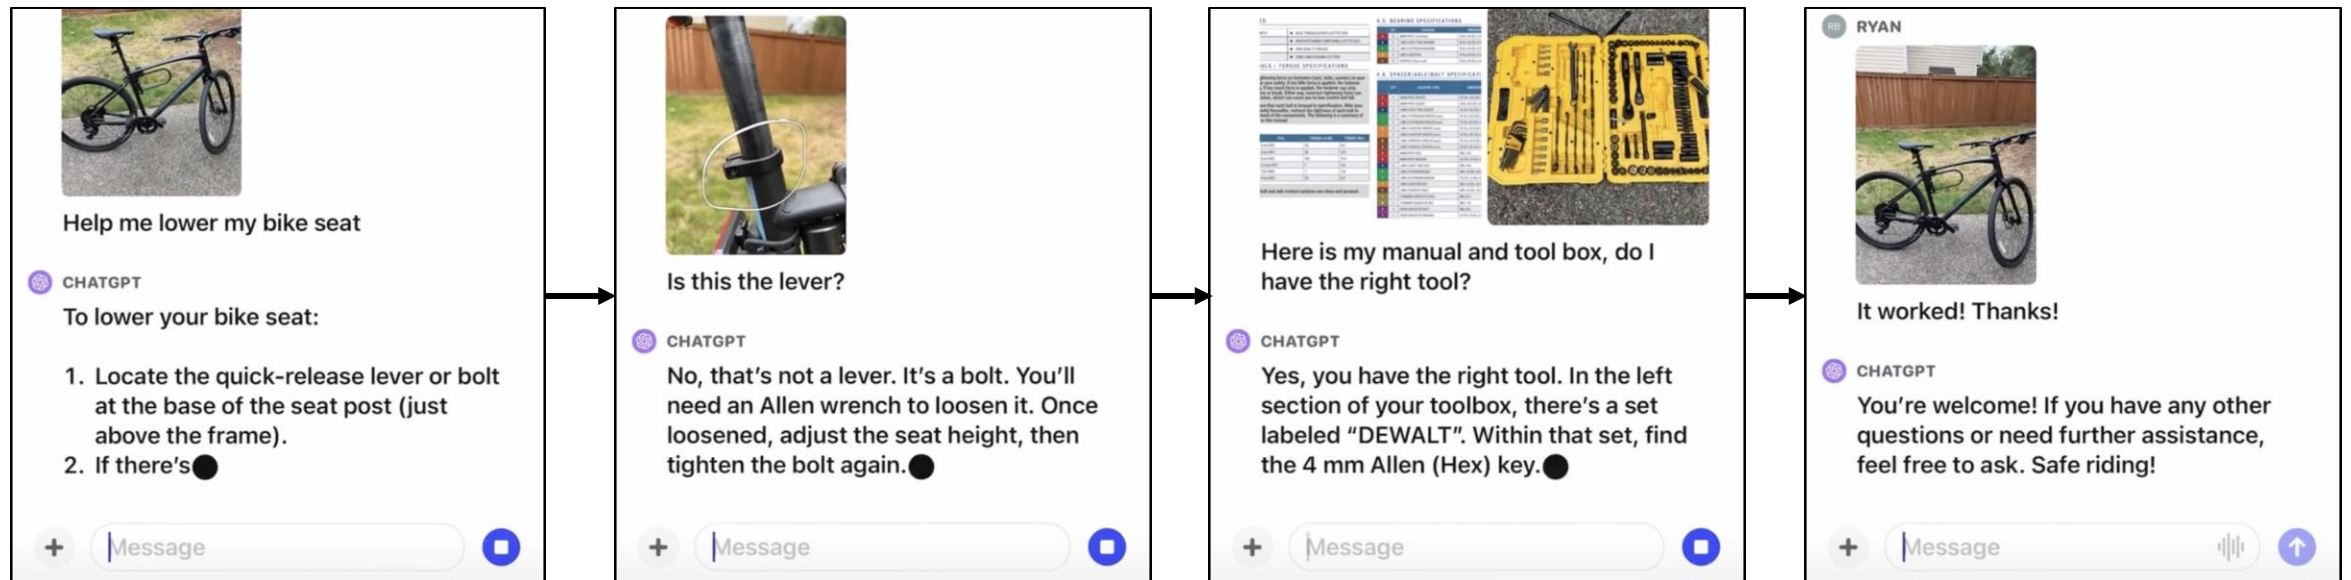 Help me lower my bike seat
CHATGPT
To lower your bike seat:
1. Locate the quick-release lever or bolt
at the base of the seat post (just
above the frame).
2. If there's
Message
Is this the lever?
CHATGPT
No, that's not a lever. It's a bolt. You'll
need an Allen wrench to loosen it. Once
loosened, adjust the seat height, then
tighten the bolt again.
Message
Here is my manual and tool box, do I
have the right tool?
CHATGPT
Yes, you have the right tool. In the left
section of your toolbox, there's a set
labeled “DEWALT”. Within that set, find
the 4 mm Allen (Hex) key.
Message
RB RYAN
It worked! Thanks!
CHATGPT
You're welcome! If you have any other
questions or need further assistance,
feel free to ask. Safe riding!
Message